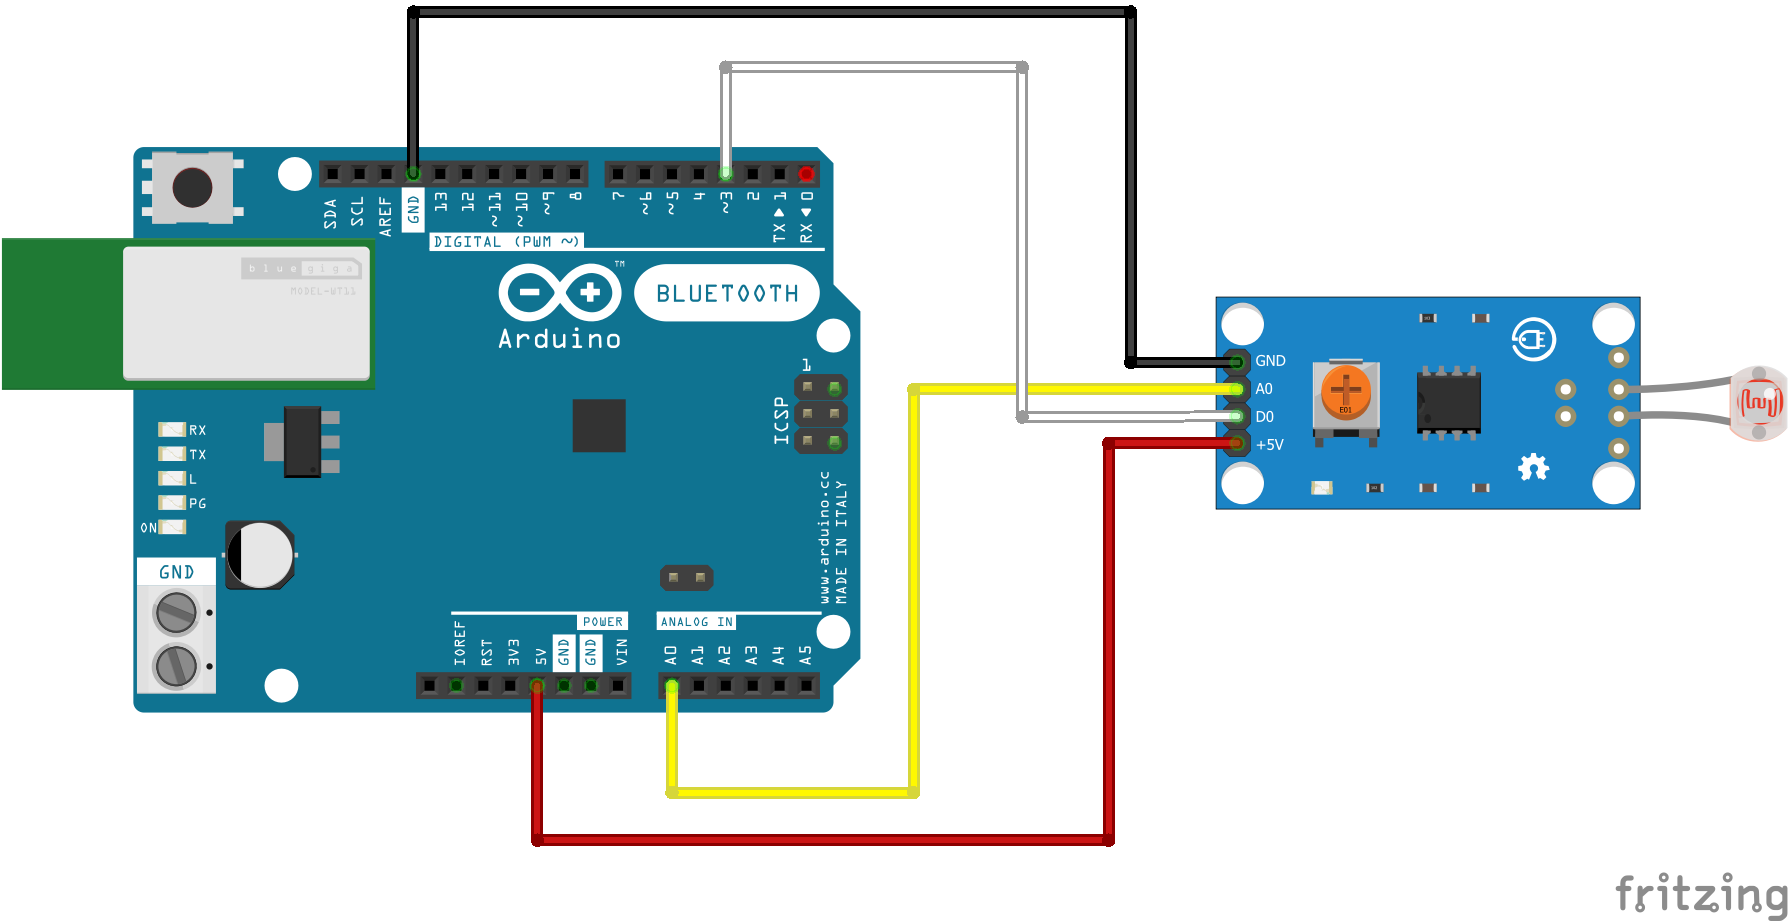 SDA
SCL
AREF
GND
13
12
~11
~10
~9
8
7
~6
~5
4
~3
2
TX ▶ 1
RX ◀ 0
DIGITAL (PWM ~)
bluegiga
MODEL-WT11
TM
BLUETOOTH
Arduino
1
ICSP
RX
TX
L
PG
ON
GND
www.arduino.cc
MADE IN ITALY
POWER
ANALOG IN
IOREF
RST
3V3
5V
GND
GND
VIN
A0
A1
A2
A3
A4
A5
GND
A0
D0
+5V
E01
fritzing